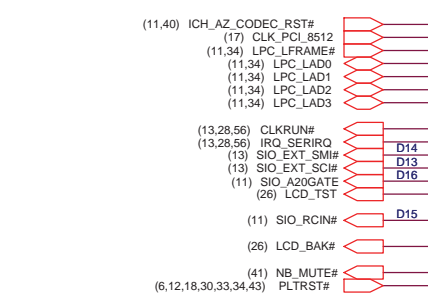 (11,40) ICH_AZ_CODEC_RST#
(17) CLK_PCI_8512
(11,34) LPC_LFRAME#
(11,34) LPC_LAD0
(11,34) LPC_LAD1
(11,34) LPC_LAD2
(11,34) LPC_LAD3
(13,28,56) CLKRUN#
(13,28,56) IRQ_SERIRQ
(13) SIO_EXT_SMI# D14
(13) SIO_EXT_SCI# D13
(11) SIO_A20GATE D16
(26) LCD_TST
(11) SIO_RCIN# D15
(26) LCD_BAK#
(41) NB_MUTE#
(6,12,18,30,33,34,43) PLTRST#